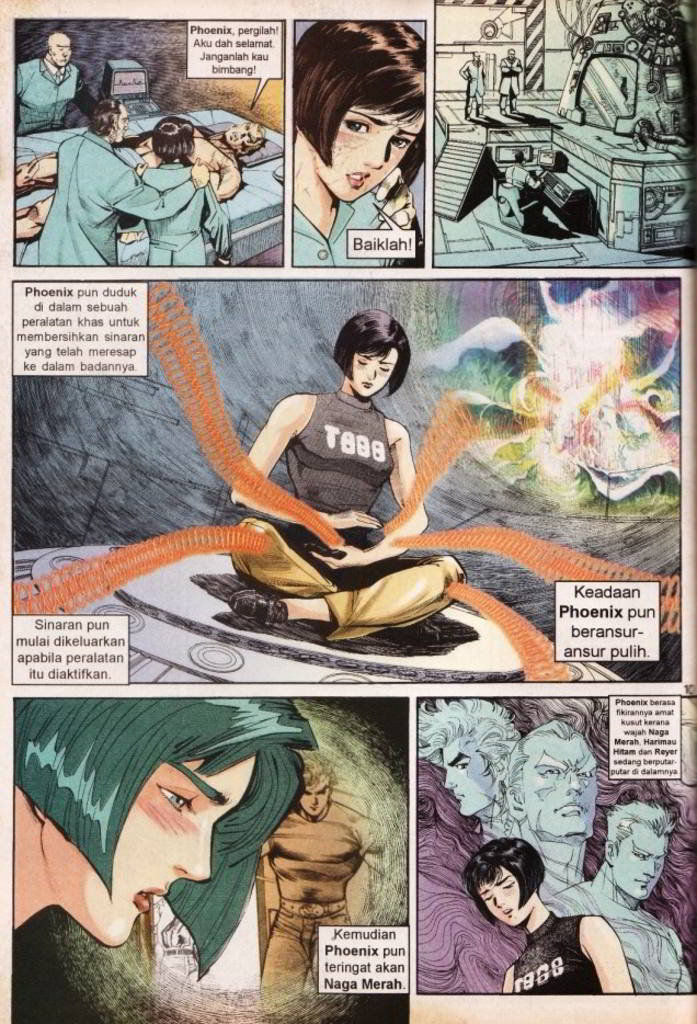 Phoenix, pergilah!
Aku dah selamat.
Janganlah kau
bimbang!
Baiklah!
Phoenix pun duduk
di dalam sebuah
peralatan khas untuk
membersihkan sinaran
yang telah meresap
ke dalam badannya.
T888
Sinaran pun
mulai dikeluarkan
apabila peralatan
itu diaktifkan.
Keadaan
Phoenix pun
beransur-
ansur pulih.
Kemudian
Phoenix pun
teringat akan
Naga Merah.
Phoenix berasa
fikirannya amat
kusut kerana
wajah Naga
Merah, Harimau
Hitam dan Reyer
sedang berputar-
putar di dalamnya